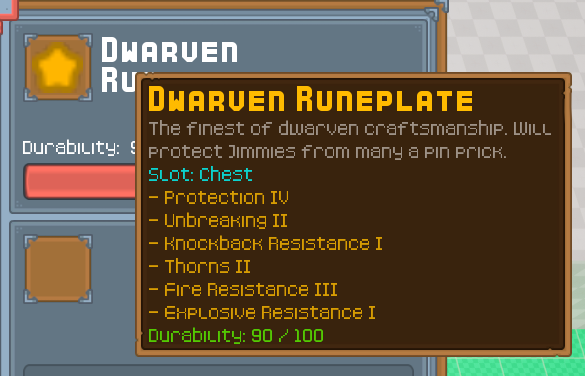 Dwarven
Ru
Durability: 9
Dwarven Runeplate
The finest of dwarven craftsmanship. Will
protect Jimmies from many a pin prick.
Slot: Chest
- Protection IV
- Unbreaking II
- Knockback Resistance I
- Thorns II
- Fire Resistance III
- Explosive Resistance I
Durability: 90 / 100